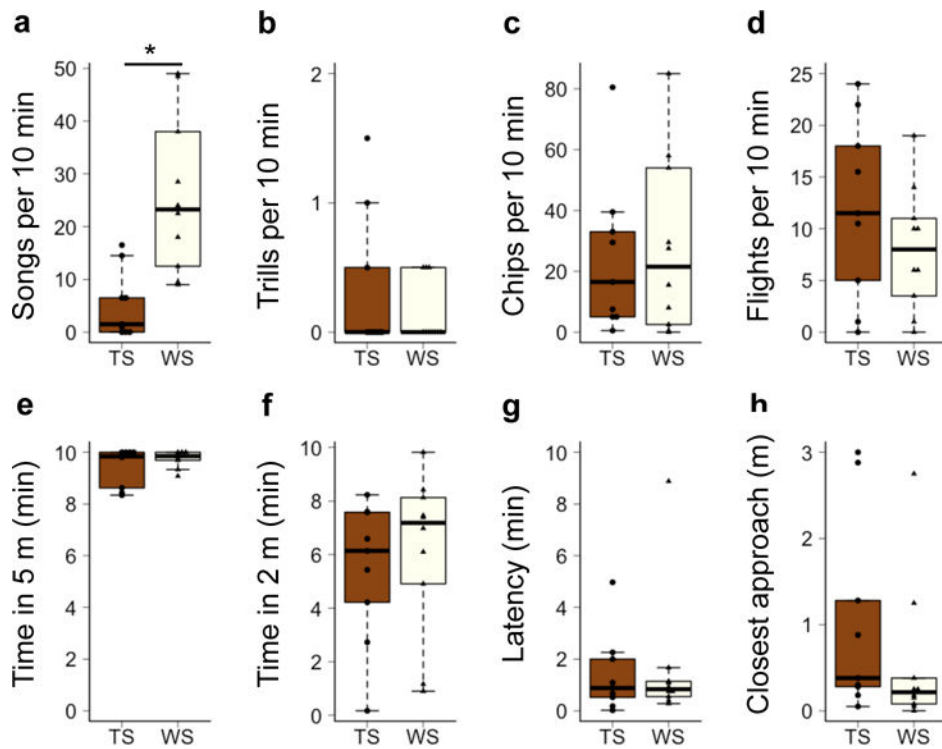 a
Songs per 10 min
50
40
30
20
10
0
*
TS WS
b
Trills per 10 min
2
1
0
TS WS
c
Chips per 10 min
80
60
40
20
0
TS WS
d
Flights per 10 min
25
20
15
10
5
0
TS WS
e
Time in 5 m (min)
10
8
6
4
2
0
TS WS
f
Time in 2 m (min)
10
8
6
4
2
0
TS WS
g
Latency (min)
10
8
6
4
2
0
TS WS
h
Closest approach (m)
3
2
1
0
TS WS